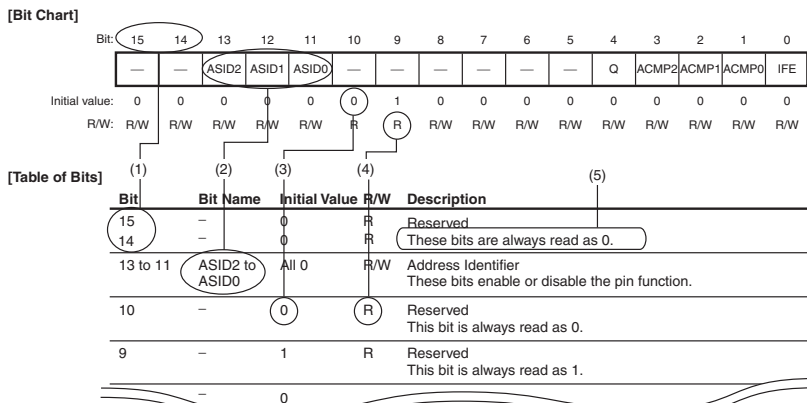 [Bit Chart]
Bit: 15 14 13 12 11 10 9 8 7 6 5 4 3 2 1 0
— — ASID2 ASID1 ASID0 — — — — — — Q ACMP2 ACMP1 ACMP0 IFE
Initial value: 0 0 0 0 0 0 1 0 0 0 0 0 0 0 0 0
R/W: R/W R/W R/W R/W R/W R R R/W R/W R/W R/W R/W R/W R/W R/W R/W
(1) (2) (3) (4) (5)
[Table of Bits]
Bit Bit Name Initial Value R/W Description
15 – 0 R Reserved
14 – 0 R These bits are always read as 0.
13 to 11 ASID2 to All 0 R/W Address Identifier
ASID0 These bits enable or disable the pin function.
10 – 0 R Reserved
This bit is always read as 0.
9 – 1 R Reserved
This bit is always read as 1.
– 0